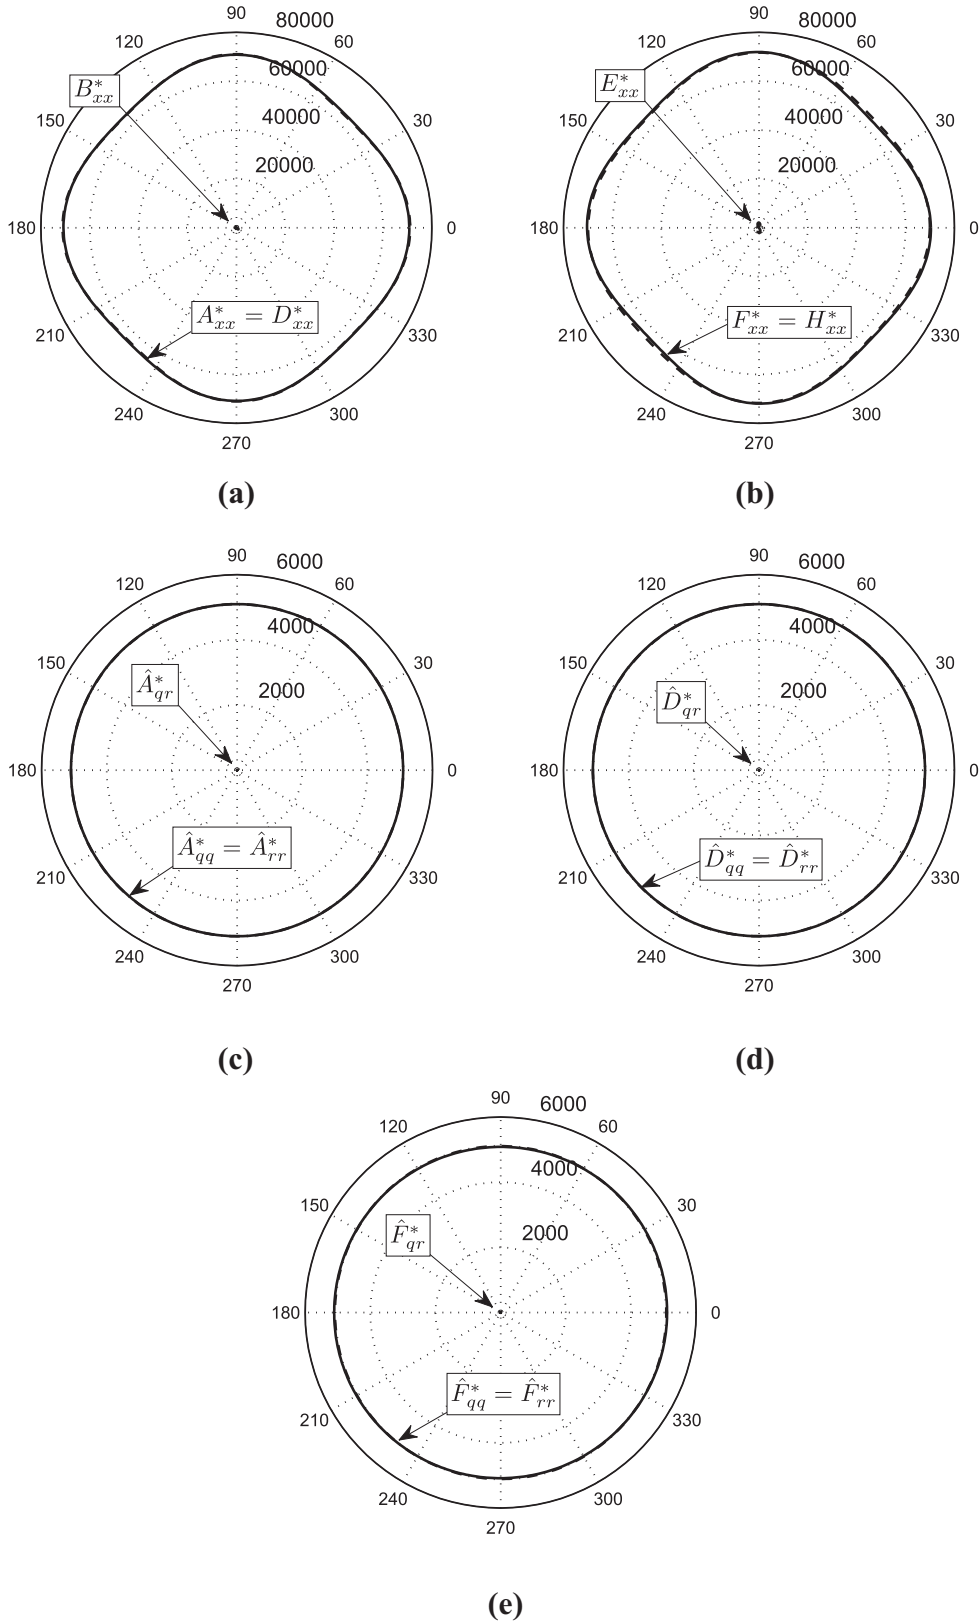 90 80000
120 60
60000
B*xx
150 40000 30
20000
180 0
A*xx = D*xx
210 330
240 300
270
(a)
90 80000
120 60
60000
E*xx
150 40000 30
20000
180 0
F*xx = H*xx
210 330
240 300
270
(b)
90 6000
120 60
4000
150 30
Â*qr
2000
180 0
Â*qq = Â*rr
210 330
240 300
270
(c)
90 6000
120 60
4000
150 30
D̂*qr
2000
180 0
D̂*qq = D̂*rr
210 330
240 300
270
(d)
90 6000
120 60
4000
150 30
F̂*qr
2000
180 0
F̂*qq = F̂*rr
210 330
240 300
270
(e)